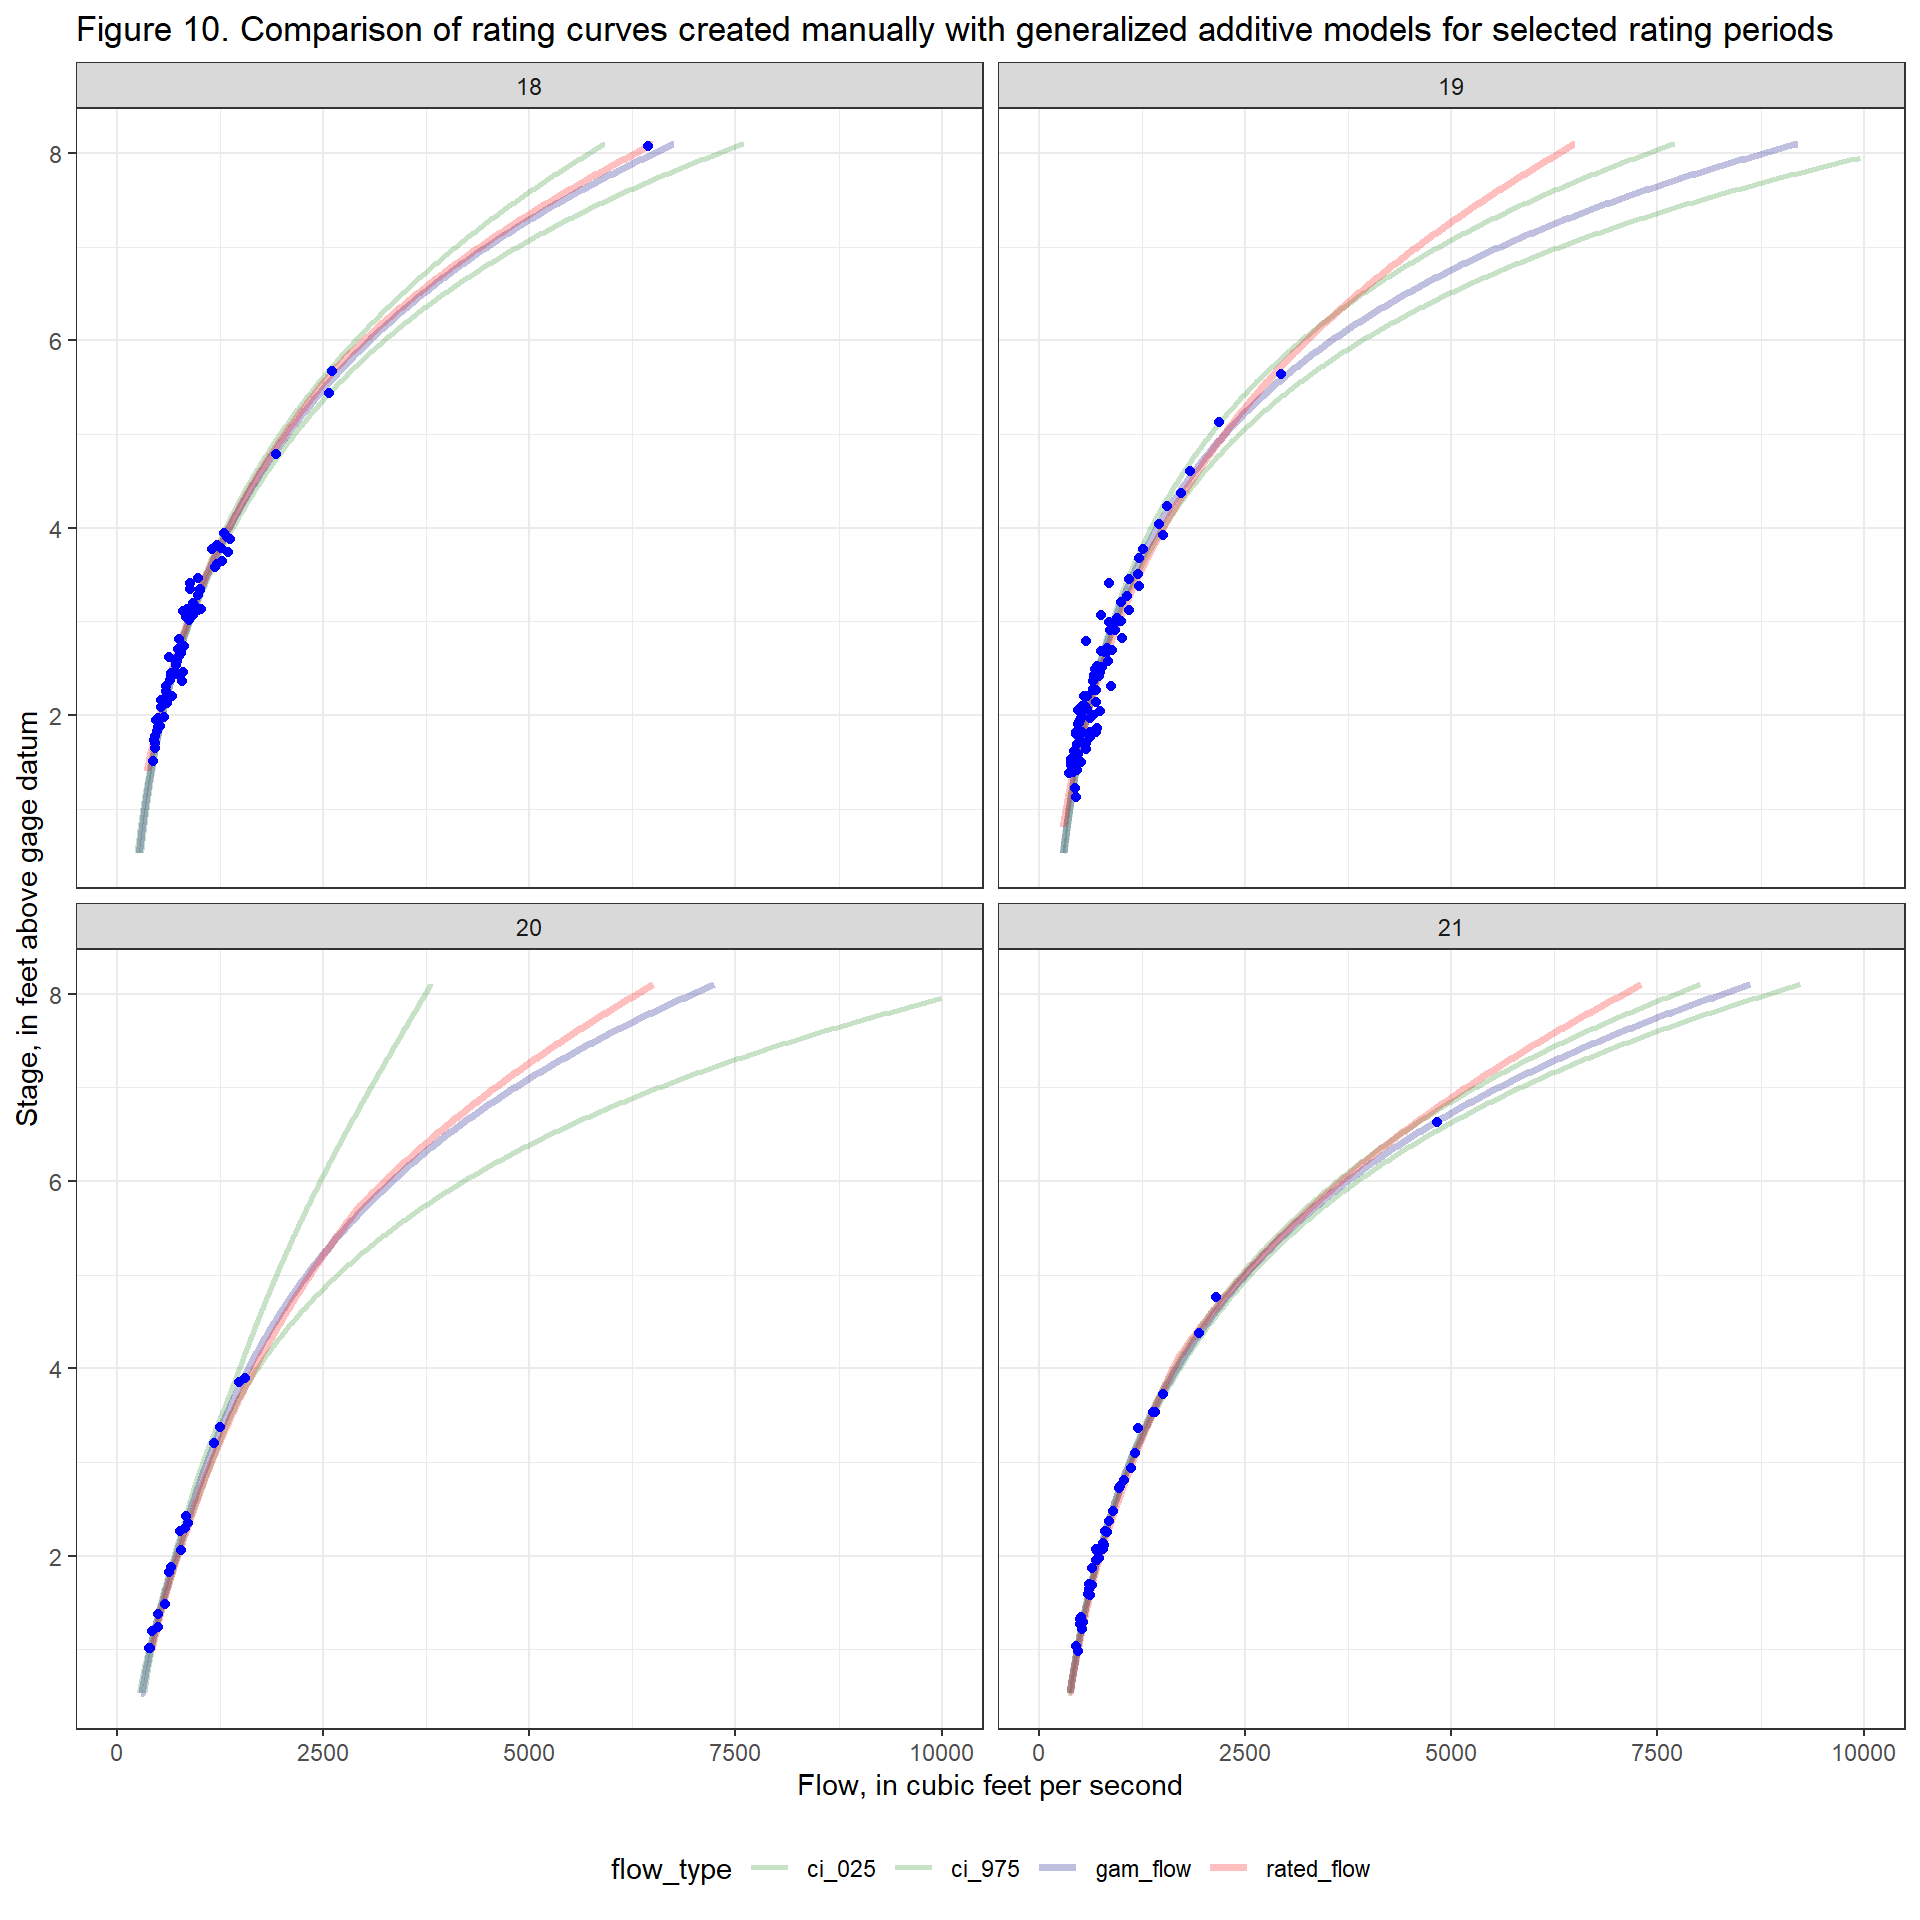 Figure 10. Comparison of rating curves created manually with generalized additive models for selected rating periods
18
19
8
6
4
2
20
21
8
6
4
2
Stage, in feet above gage datum
0 2500 5000 7500 10000
0 2500 5000 7500 10000
Flow, in cubic feet per second
flow_type ci_025 ci_975 gam_flow rated_flow